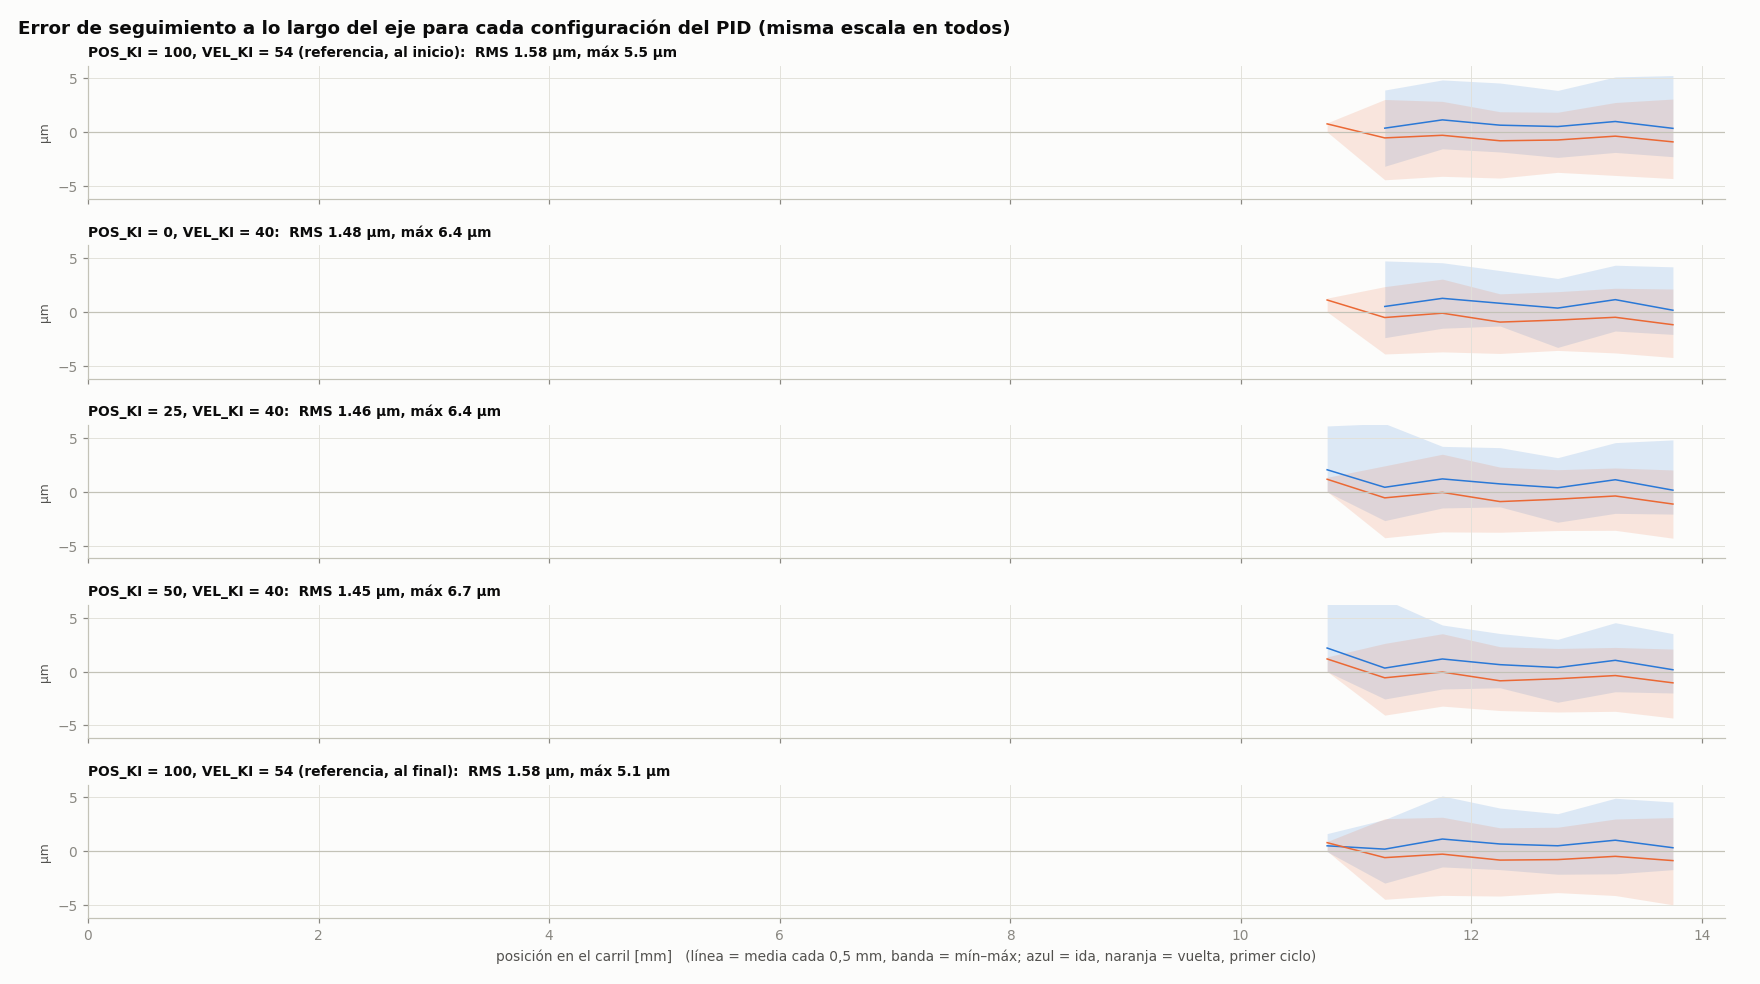 Error de seguimiento a lo largo del eje para cada configuración del PID (misma escala en todos)
POS_KI = 100, VEL_KI = 54 (referencia, al inicio):  RMS 1.58 µm, máx 5.5 µm
5
0
−5
µm
POS_KI = 0, VEL_KI = 40:  RMS 1.48 µm, máx 6.4 µm
5
0
−5
µm
POS_KI = 25, VEL_KI = 40:  RMS 1.46 µm, máx 6.4 µm
5
0
−5
µm
POS_KI = 50, VEL_KI = 40:  RMS 1.45 µm, máx 6.7 µm
5
0
−5
µm
POS_KI = 100, VEL_KI = 54 (referencia, al final):  RMS 1.58 µm, máx 5.1 µm
5
0
−5
µm
0 2 4 6 8 10 12 14
posición en el carril [mm]   (línea = media cada 0,5 mm, banda = mín–máx; azul = ida, naranja = vuelta, primer ciclo)